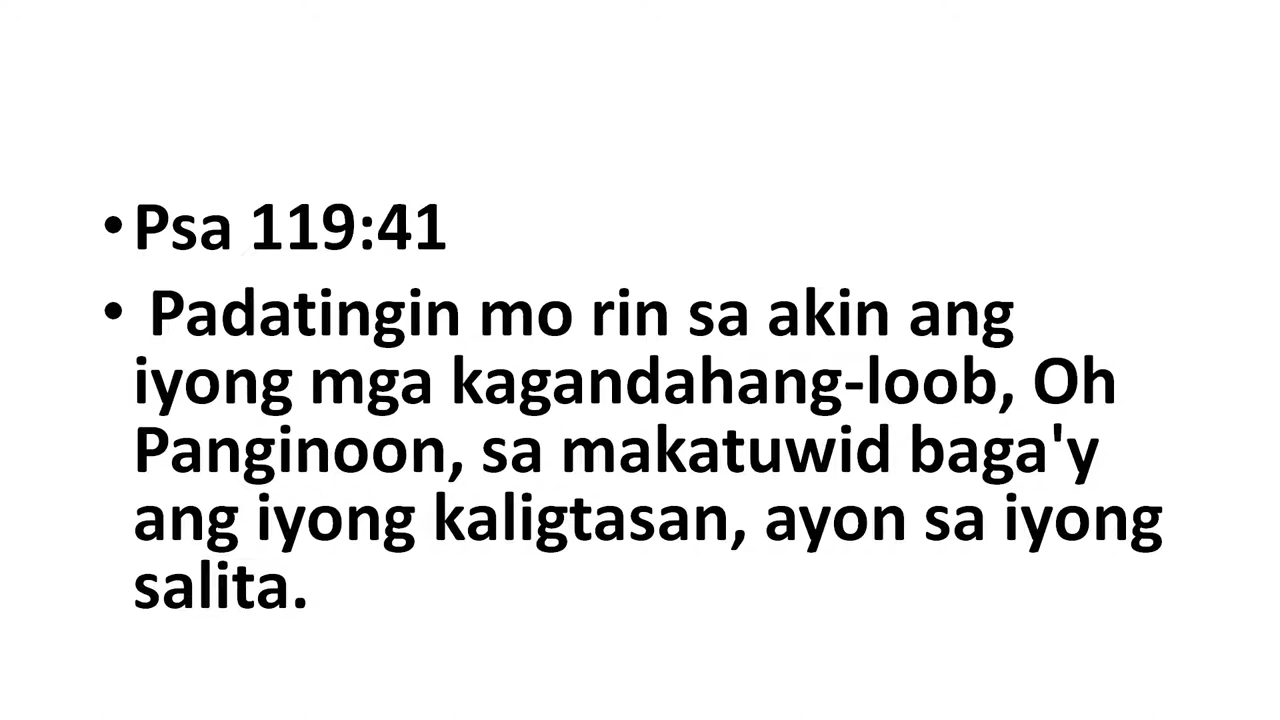 •Psa 119:41
• Padatingin mo rin sa akin ang
iyong mga kagandahang-loob, Oh
Panginoon, sa makatuwid baga'y
ang iyong kaligtasan, ayon sa iyong
salita.